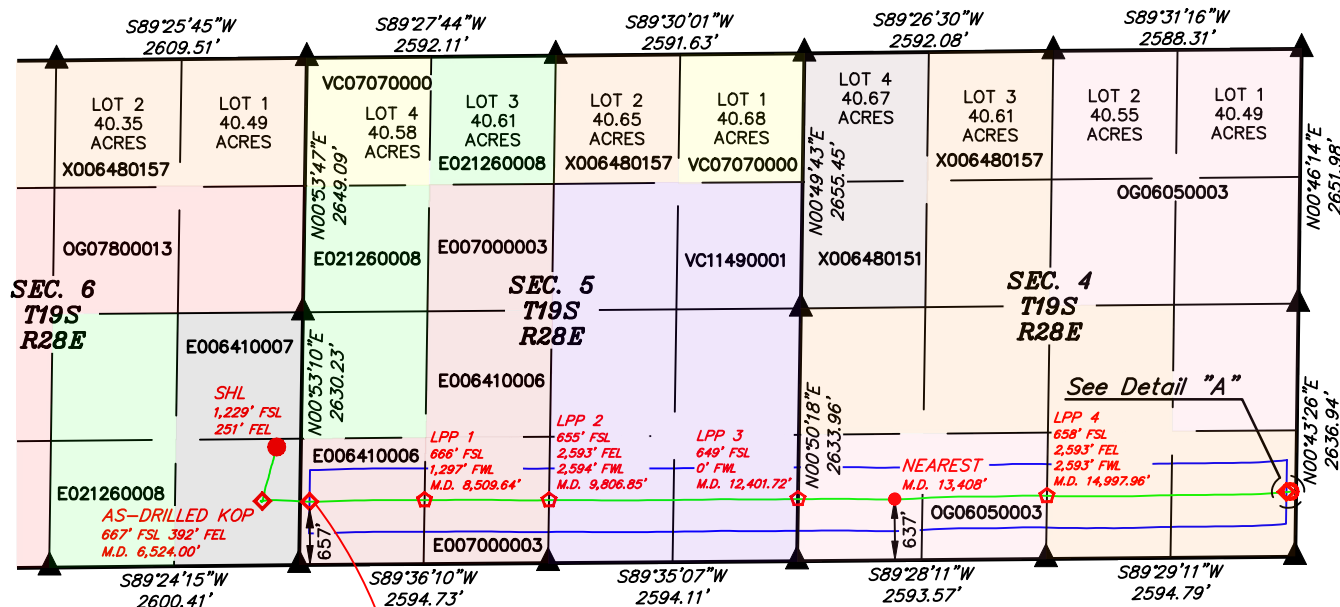 S89°25'45"W
2609.51'
S89°27'44"W
2592.11'
S89°30'01"W
2591.63'
S89°26'30"W
2592.08'
S89°31'16"W
2588.31'
LOT 2
40.35
ACRES
LOT 1
40.49
ACRES
X006480157
VC07070000
LOT 4
40.58
ACRES
LOT 3
40.61
ACRES
E021260008
LOT 2
40.65
ACRES
X006480157
LOT 1
40.68
ACRES
VC07070000
LOT 4
40.67
ACRES
LOT 3
40.61
ACRES
X006480157
LOT 2
40.55
ACRES
LOT 1
40.49
ACRES
OG06050003
N00°53'47"E
2649.09'
N00°49'43"E
2655.45'
N00°46'14"E
2651.98'
OG07800013
E021260008
E007000003
VC11490001
X006480151
SEC. 6
T19S
R28E
SEC. 5
T19S
R28E
SEC. 4
T19S
R28E
E006410007
N00°53'10"E
2630.23'
E006410006
N00°50'18"E
2633.96'
N00°43'26"E
2636.94'
See Detail "A"
SHL
1,229' FSL
251' FEL
E006410006
LPP 1
666' FSL
1,297' FWL
M.D. 8,509.64'
LPP 2
655' FSL
2,593' FEL
2,594' FWL
M.D. 9,806.85'
LPP 3
649' FSL
0' FWL
M.D. 12,401.72'
NEAREST
M.D. 13,408'
LPP 4
658' FSL
2,593' FEL
2,593' FWL
M.D. 14,997.96'
E021260008
AS-DRILLED KOP
667' FSL 392' FEL
M.D. 6,524.00'
657'
E007000003
637'
OG06050003
S89°24'15"W
2600.41'
S89°36'10"W
2594.73'
S89°35'07"W
2594.11'
S89°28'11"W
2593.57'
S89°29'11"W
2594.79'